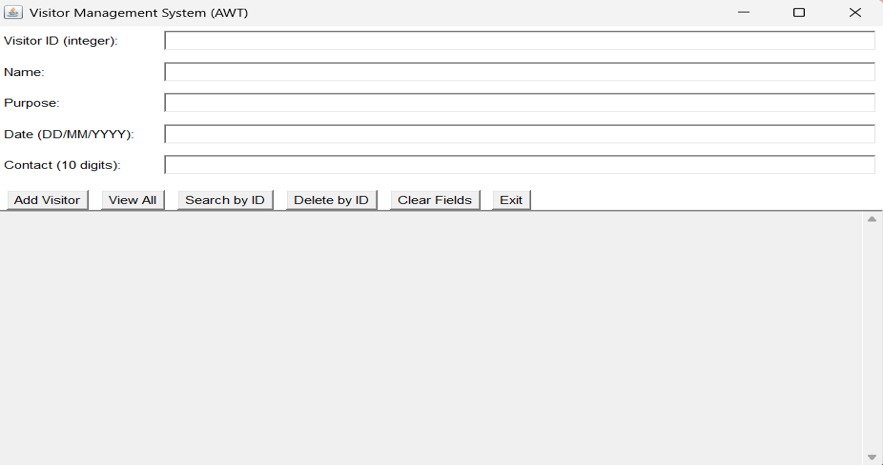 Visitor Management System (AWT)
Visitor ID (integer):
Name:
Purpose:
Date (DD/MM/YYYY):
Contact (10 digits):
Add Visitor View All Search by ID Delete by ID Clear Fields Exit